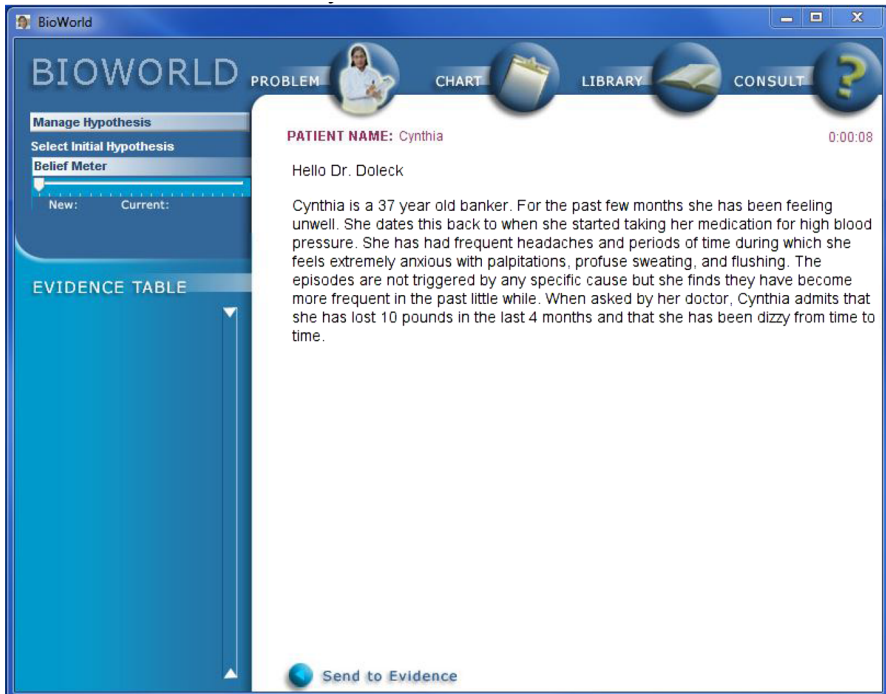 BioWorld
BIOWORLD
PROBLEM
CHART
LIBRARY
CONSULT
?
Manage Hypothesis
Select Initial Hypothesis
Belief Meter
New: Current:
EVIDENCE TABLE
PATIENT NAME: Cynthia 0:00:08
Hello Dr. Doleck
Cynthia is a 37 year old banker. For the past few months she has been feeling
unwell. She dates this back to when she started taking her medication for high blood
pressure. She has had frequent headaches and periods of time during which she
feels extremely anxious with palpitations, profuse sweating, and flushing. The
episodes are not triggered by any specific cause but she finds they have become
more frequent in the past little while. When asked by her doctor, Cynthia admits that
she has lost 10 pounds in the last 4 months and that she has been dizzy from time to
time.
Send to Evidence